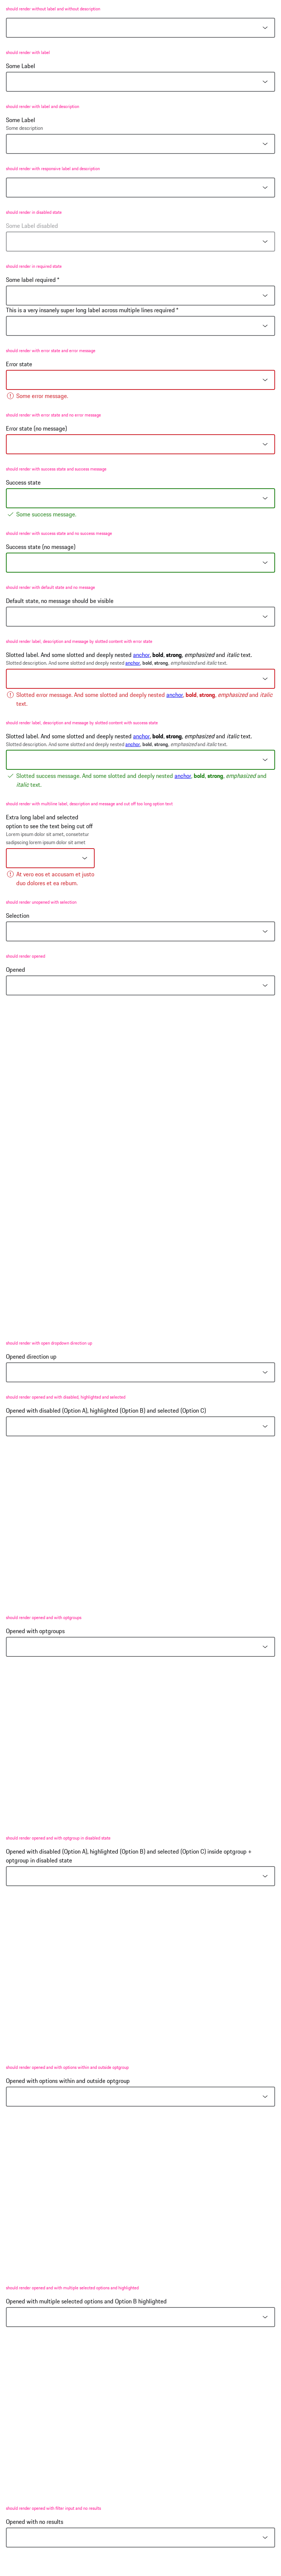 should render without label and without description
should render with label
Some Label
should render with label and description
Some Label
Some description
should render with responsive label and description
should render in disabled state
Some Label disabled
should render in required state
Some label required *
This is a very insanely super long label across multiple lines required *
should render with error state and error message
Error state
Some error message.
should render with error state and no error message
Error state (no message)
should render with success state and success message
Success state
Some success message.
should render with success state and no success message
Success state (no message)
should render with default state and no message
Default state, no message should be visible
should render label, description and message by slotted content with error state
Slotted label. And some slotted and deeply nested anchor, bold, strong, emphasized and italic text.
Slotted description. And some slotted and deeply nested anchor, bold, strong, emphasized and italic text.
Slotted error message. And some slotted and deeply nested anchor, bold, strong, emphasized and italic
text.
should render label, description and message by slotted content with success state
Slotted label. And some slotted and deeply nested anchor, bold, strong, emphasized and italic text.
Slotted description. And some slotted and deeply nested anchor, bold, strong, emphasized and italic text.
Slotted success message. And some slotted and deeply nested anchor, bold, strong, emphasized and
italic text.
should render with multiline label, description and message and cut off too long option text
Extra long label and selected
option to see the text being cut off
Lorem ipsum dolor sit amet, consetetur
sadipscing lorem ipsum dolor sit amet
At vero eos et accusam et justo
duo dolores et ea rebum.
should render unopened with selection
Selection
should render opened
Opened
should render with open dropdown direction up
Opened direction up
should render opened and with disabled, highlighted and selected
Opened with disabled (Option A), highlighted (Option B) and selected (Option C)
should render opened and with optgroups
Opened with optgroups
should render opened and with optgroup in disabled state
Opened with disabled (Option A), highlighted (Option B) and selected (Option C) inside optgroup +
optgroup in disabled state
should render opened and with options within and outside optgroup
Opened with options within and outside optgroup
should render opened and with multiple selected options and highlighted
Opened with multiple selected options and Option B highlighted
should render opened with filter input and no results
Opened with no results